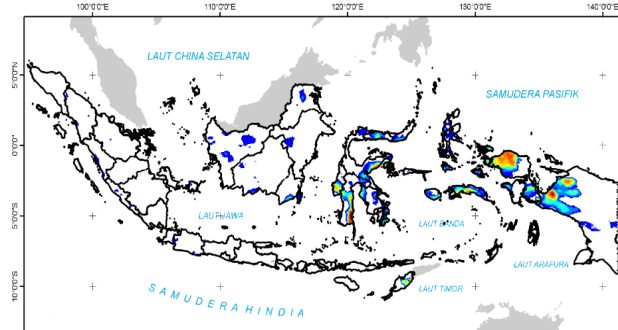 100°0'0"E 110°0'0"E 120°0'0"E 130°0'0"E 140°0'0"E
LAUT CHINA SELATAN
5°0'0"N
SAMUDERA PASIFIK
0°0'0"
LAUT JAWA
5°0'0"S
LAUT BANDA
LAUT ARAFURA
10°0'0"S
LAUT TIMOR
SAMUDERA HINDIA